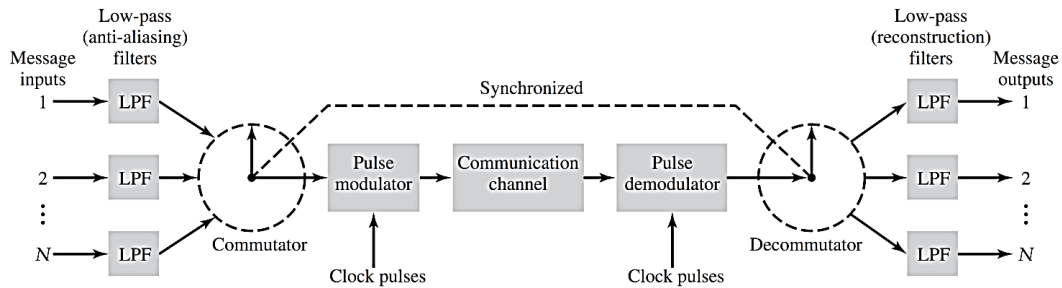 Low-pass
(anti-aliasing)
filters
Message
inputs
1
LPF
2
LPF
⋮
N
LPF
Commutator
Synchronized
Pulse
modulator
Communication
channel
Pulse
demodulator
Clock pulses
Clock pulses
Decommutator
Low-pass
(reconstruction)
filters
Message
outputs
LPF
1
LPF
2
⋮
LPF
N